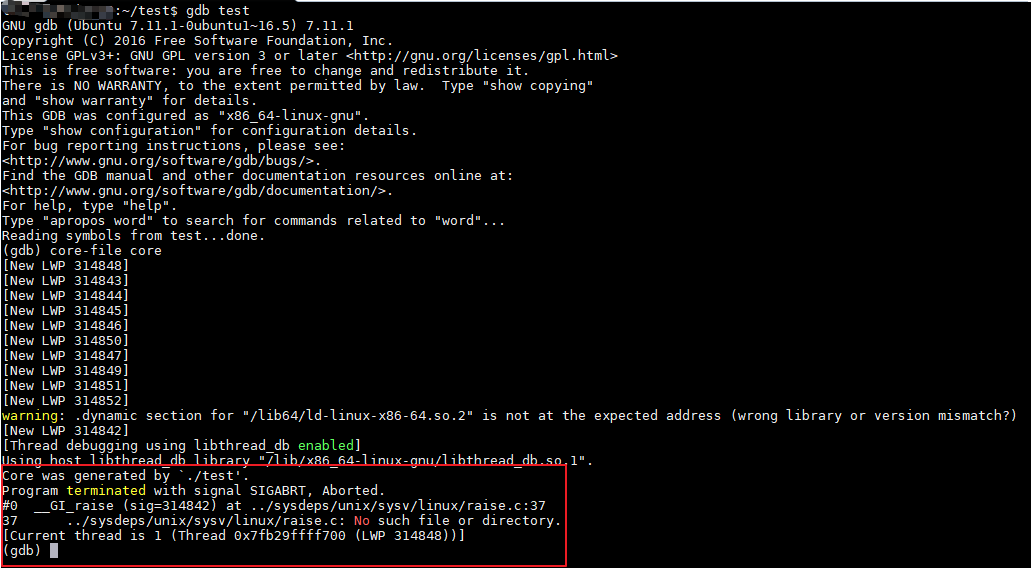 :~/test$ gdb test
GNU gdb (Ubuntu 7.11.1-0ubuntu1~16.5) 7.11.1
Copyright (C) 2016 Free Software Foundation, Inc.
License GPLv3+: GNU GPL version 3 or later <http://gnu.org/licenses/gpl.html>
This is free software: you are free to change and redistribute it.
There is NO WARRANTY, to the extent permitted by law.  Type "show copying"
and "show warranty" for details.
This GDB was configured as "x86_64-linux-gnu".
Type "show configuration" for configuration details.
For bug reporting instructions, please see:
<http://www.gnu.org/software/gdb/bugs/>.
Find the GDB manual and other documentation resources online at:
<http://www.gnu.org/software/gdb/documentation/>.
For help, type "help".
Type "apropos word" to search for commands related to "word"...
Reading symbols from test...done.
(gdb) core-file core
[New LWP 314848]
[New LWP 314843]
[New LWP 314844]
[New LWP 314845]
[New LWP 314846]
[New LWP 314850]
[New LWP 314847]
[New LWP 314849]
[New LWP 314851]
[New LWP 314852]
warning: .dynamic section for "/lib64/ld-linux-x86-64.so.2" is not at the expected address (wrong library or version mismatch?)
[New LWP 314842]
[Thread debugging using libthread_db enabled]
Using host libthread_db library "/lib/x86_64-linux-gnu/libthread_db.so.1".
Core was generated by `./test'.
Program terminated with signal SIGABRT, Aborted.
#0  __GI_raise (sig=314842) at ../sysdeps/unix/sysv/linux/raise.c:37
37      ../sysdeps/unix/sysv/linux/raise.c: No such file or directory.
[Current thread is 1 (Thread 0x7fb29ffff700 (LWP 314848))]
(gdb)